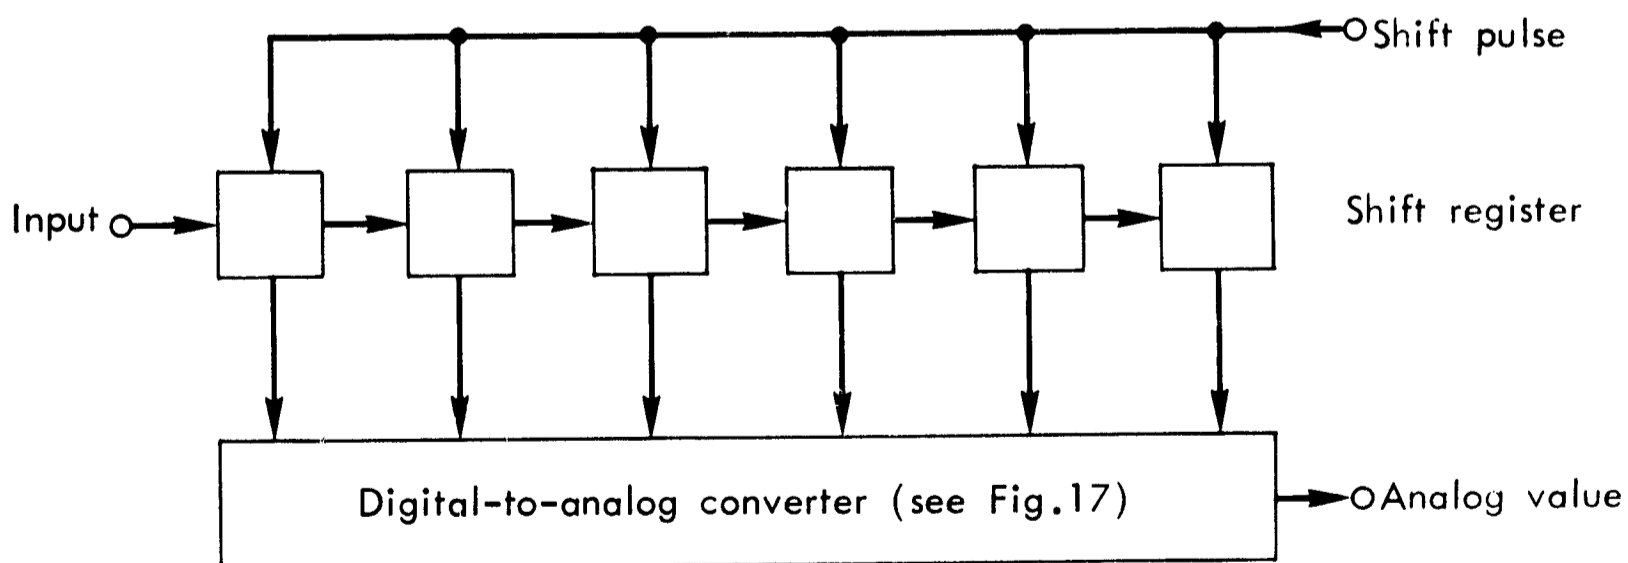 Shift pulse
Input
Shift register
Digital-to-analog converter (see Fig.17)
Analog value